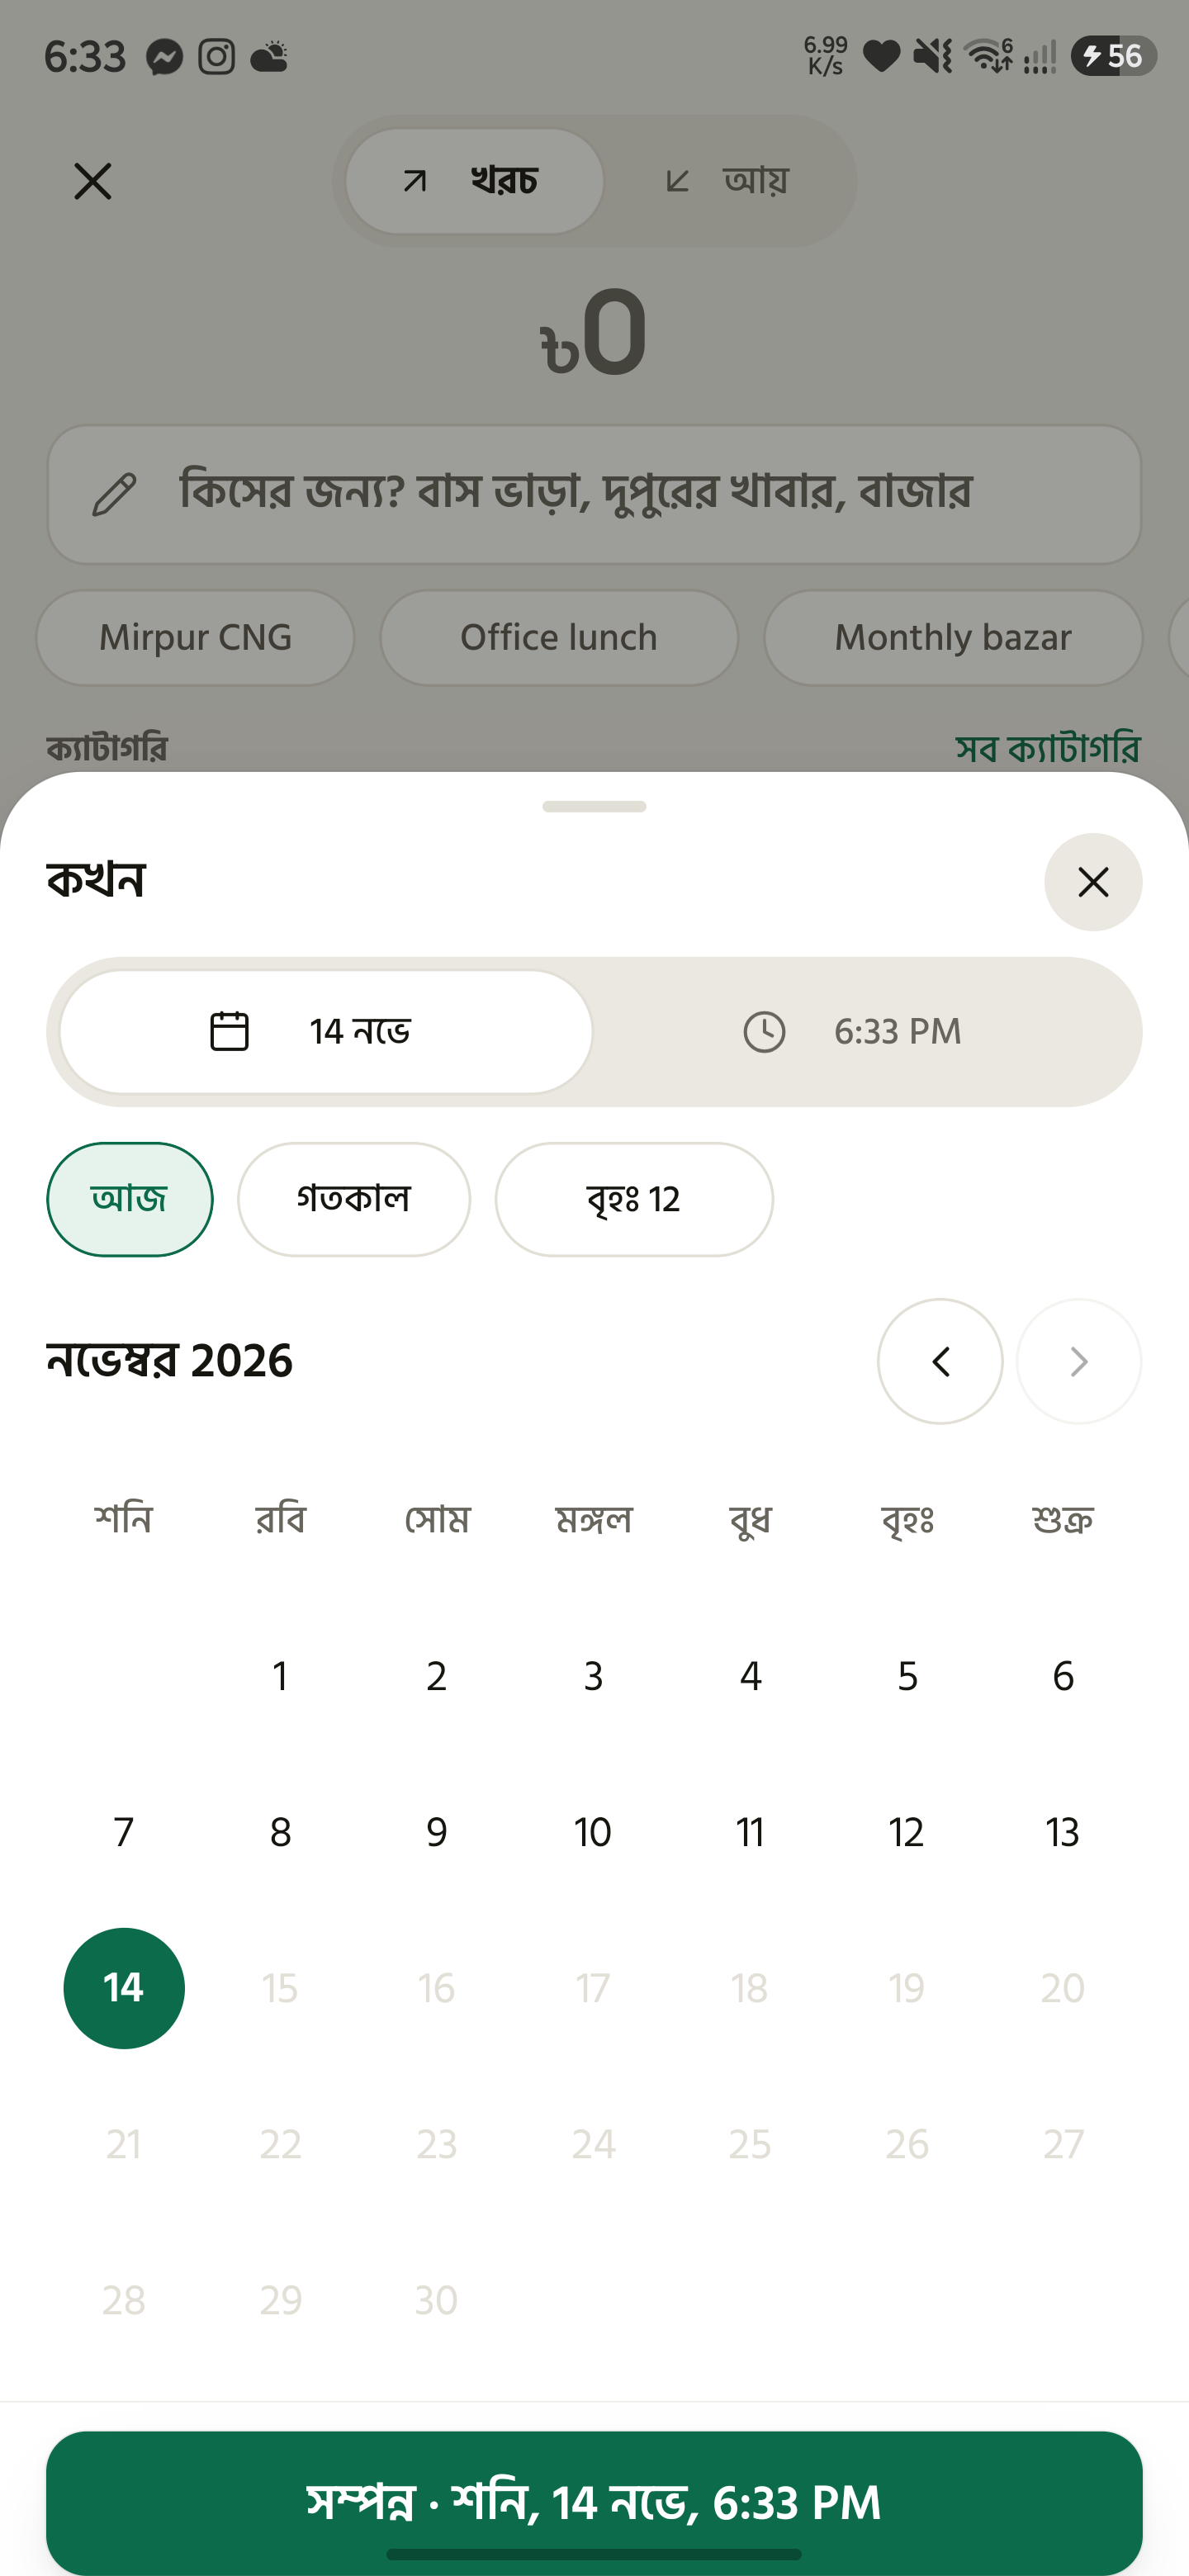 6:33 6.99 K/s 6 56
খরচ আয়
৳0
কিসের জন্য? বাস ভাড়া, দুপুরের খাবার, বাজার
Mirpur CNG Office lunch Monthly bazar
ক্যাটাগরি সব ক্যাটাগরি
কখন
14 নভে 6:33 PM
আজ গতকাল বৃহঃ 12
নভেম্বর 2026
শনি রবি সোম মঙ্গল বুধ বৃহঃ শুক্র
1 2 3 4 5 6
7 8 9 10 11 12 13
14 15 16 17 18 19 20
21 22 23 24 25 26 27
28 29 30
সম্পন্ন · শনি, 14 নভে, 6:33 PM